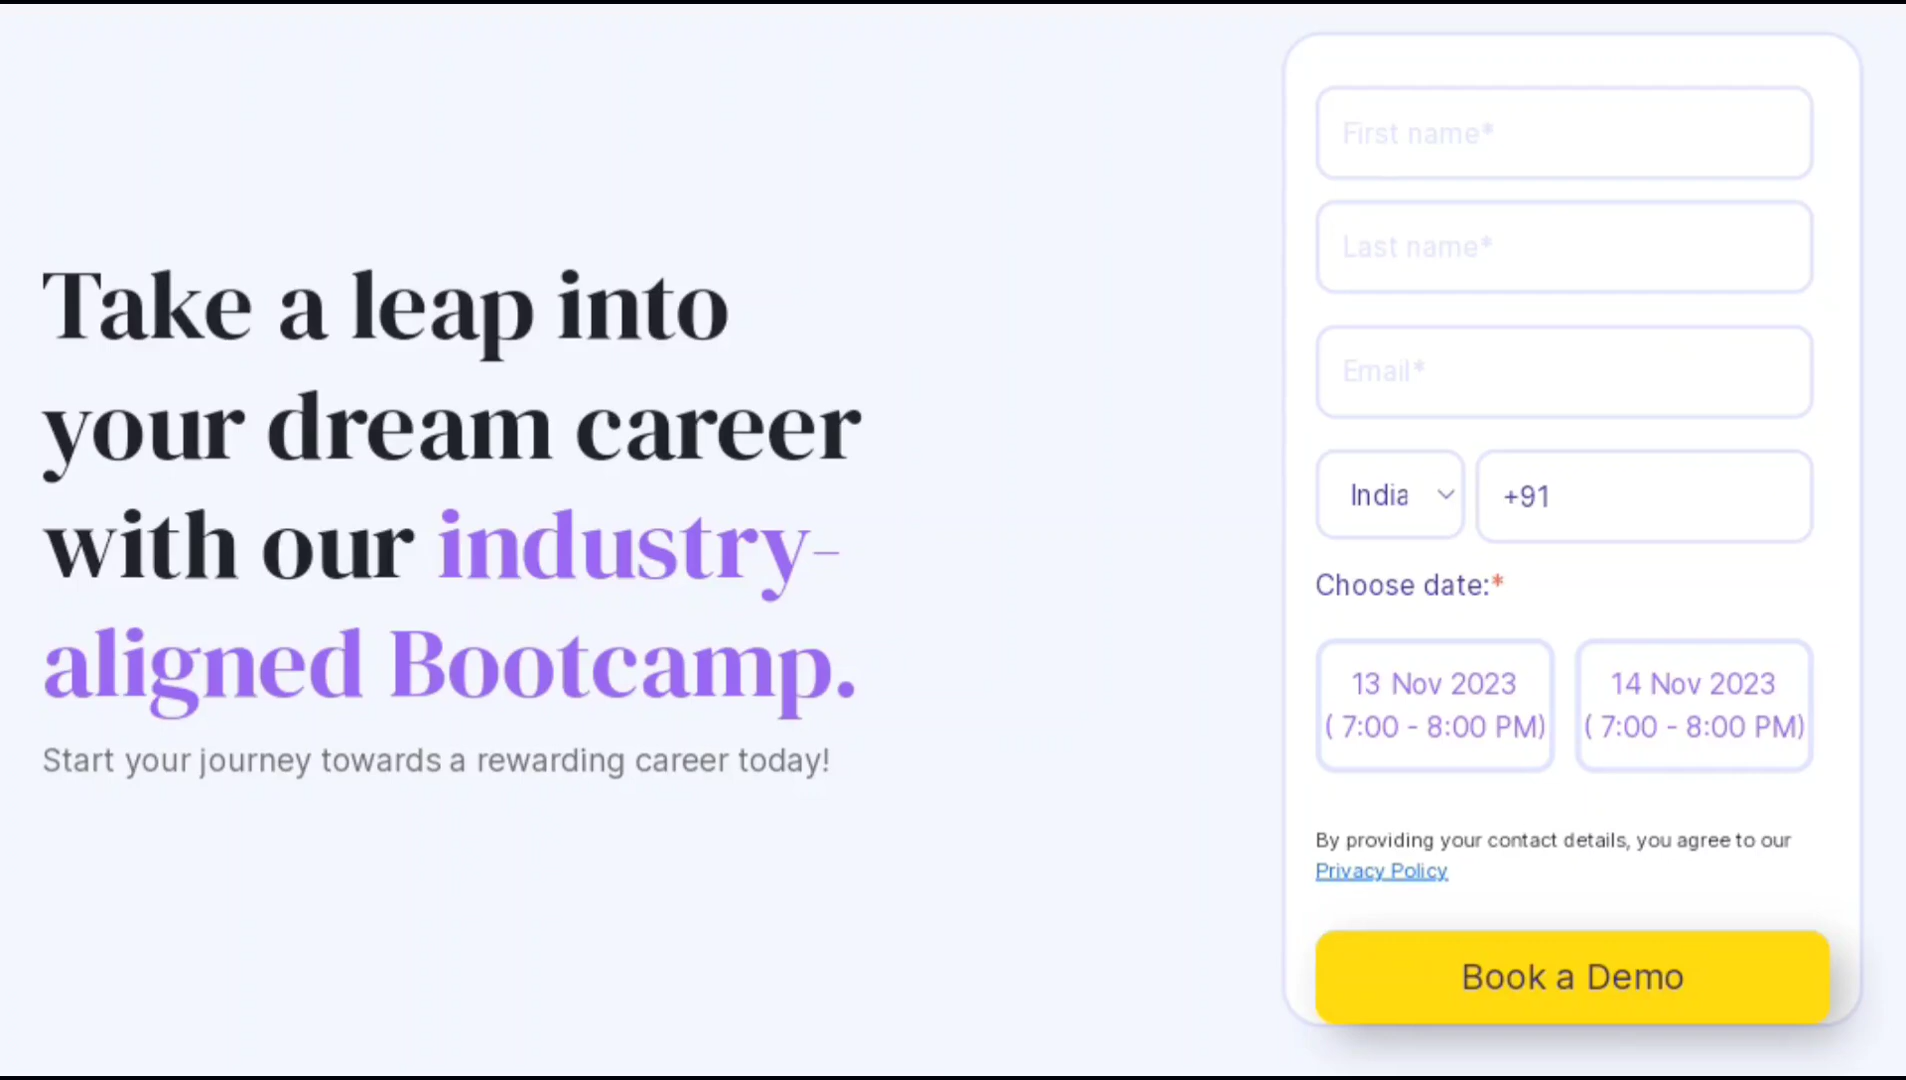 Take a leap into
your dream career
with our industry-
aligned Bootcamp.
Start your journey towards a rewarding career today!
First name*
Last name*
Email*
India
+91
Choose date:*
13 Nov 2023
( 7:00 - 8:00 PM)
14 Nov 2023
( 7:00 - 8:00 PM)
By providing your contact details, you agree to our
Privacy Policy
Book a Demo